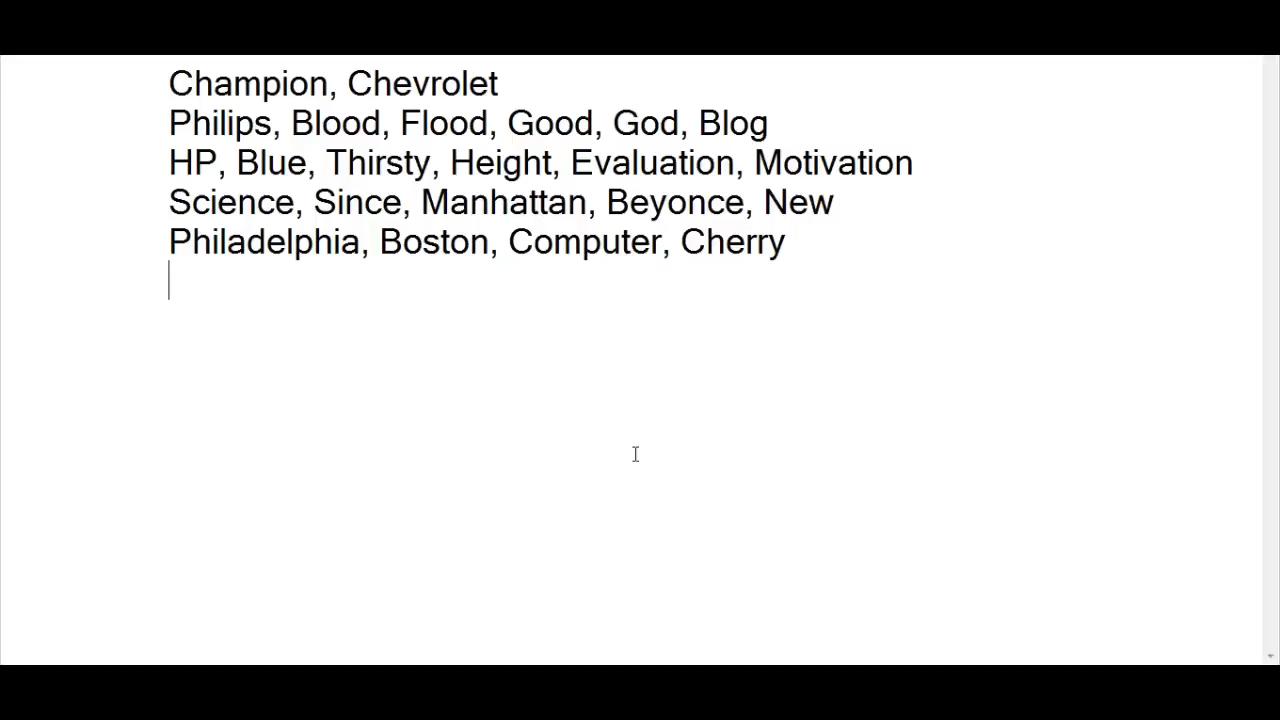 Champion, Chevrolet
Philips, Blood, Flood, Good, God, Blog
HP, Blue, Thirsty, Height, Evaluation, Motivation
Science, Since, Manhattan, Beyonce, New
Philadelphia, Boston, Computer, Cherry